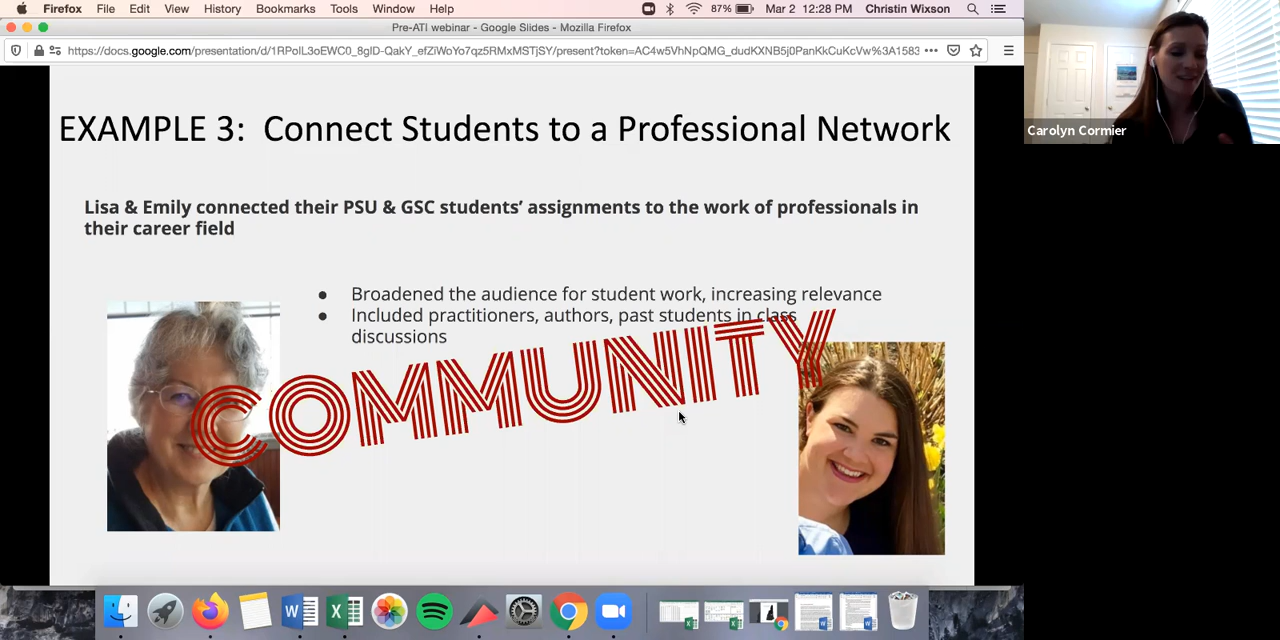 Firefox File Edit View History Bookmarks Tools Window Help 87% Mar 2 12:28 PM Christin Wixson
Pre-ATI webinar - Google Slides - Mozilla Firefox
Carolyn Cormier
EXAMPLE 3: Connect Students to a Professional Network
Lisa & Emily connected their PSU & GSC students' assignments to the work of professionals in
their career field
● Broadened the audience for student work, increasing relevance
● Included practitioners, authors, past students in class
discussions
COMMUNITY